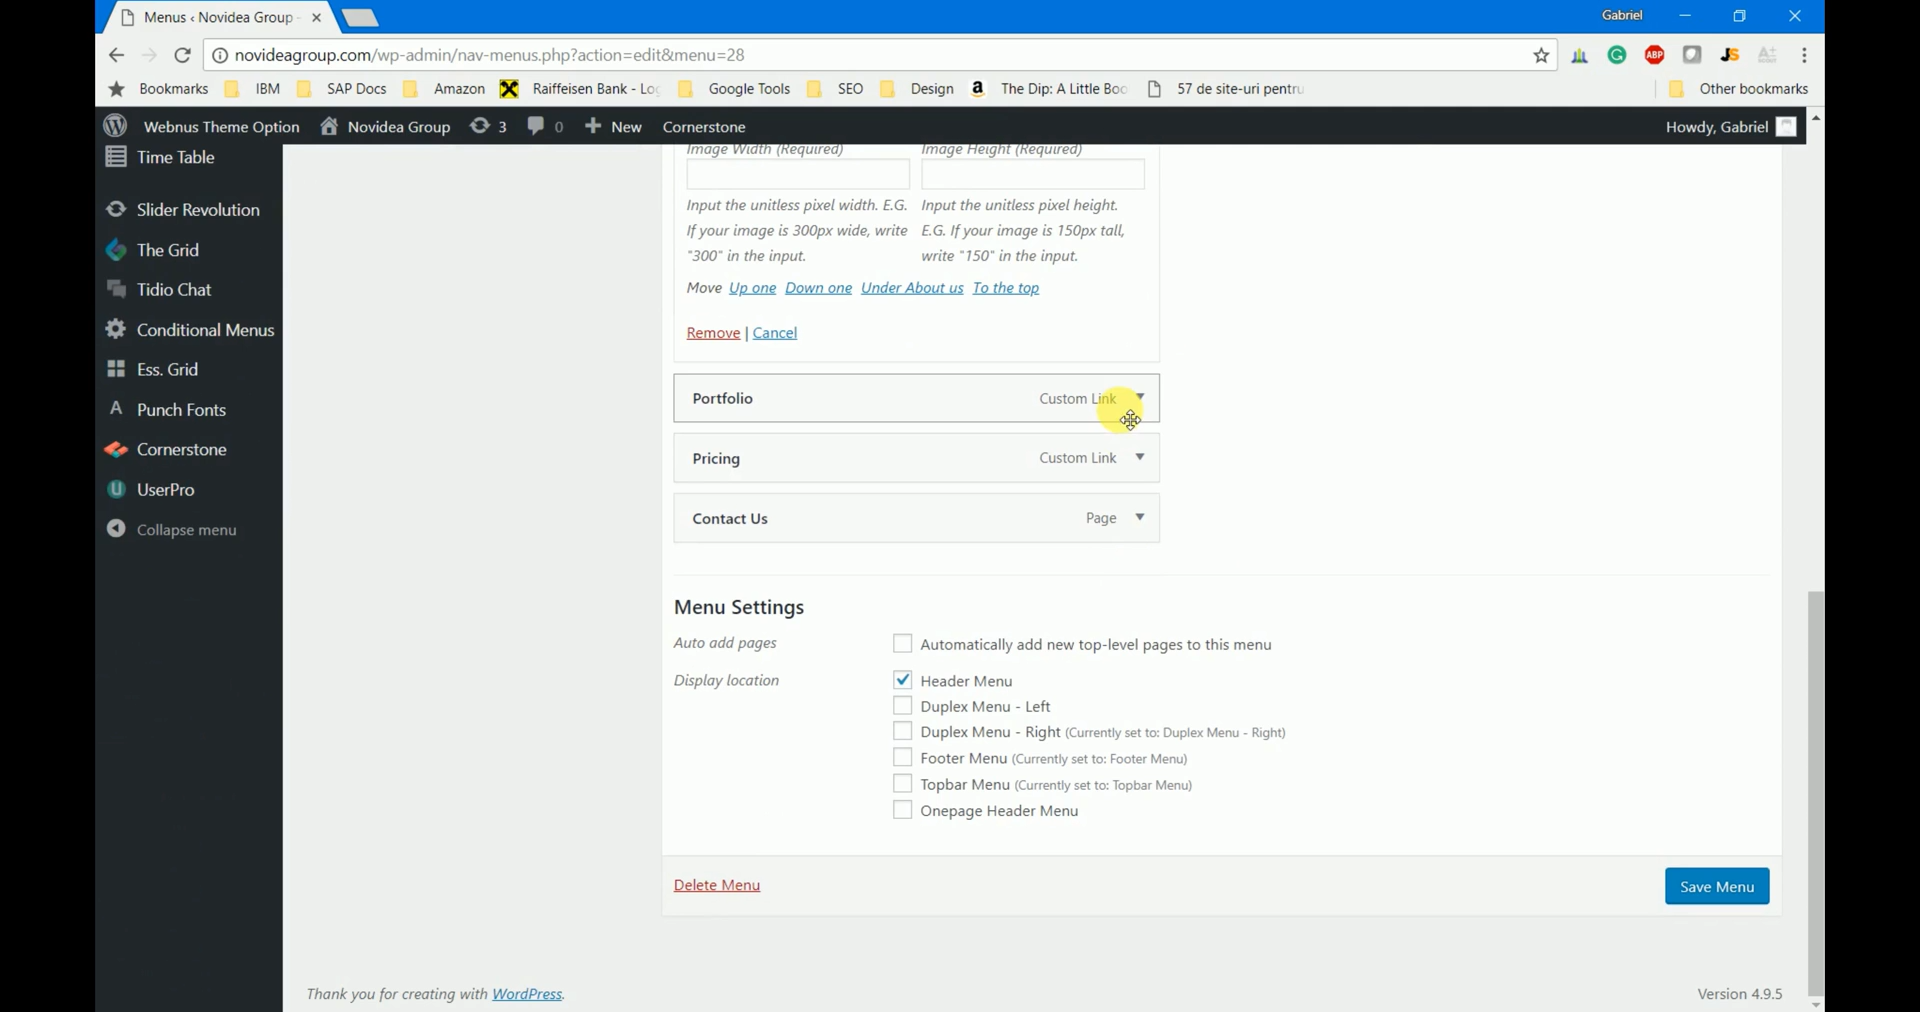 Menus ‹ Novidea Group -
Gabriel
novideagroup.com/wp-admin/nav-menus.php?action=edit&menu=28
Bookmarks IBM SAP Docs Amazon Raiffeisen Bank - Log Google Tools SEO Design The Dip: A Little Boo 57 de site-uri pentru Other bookmarks
Webnus Theme Option Novidea Group 3 0 New Cornerstone Howdy, Gabriel
Time Table
Slider Revolution
The Grid
Tidio Chat
Conditional Menus
Ess. Grid
Punch Fonts
Cornerstone
UserPro
Collapse menu
Image Width (Required) Image Height (Required)
Input the unitless pixel width. E.G. Input the unitless pixel height.
If your image is 300px wide, write E.G. If your image is 150px tall,
"300" in the input. write "150" in the input.
Move Up one Down one Under About us To the top
Remove | Cancel
Portfolio Custom Link
Pricing Custom Link
Contact Us Page
Menu Settings
Auto add pages Automatically add new top-level pages to this menu
Display location Header Menu
Duplex Menu - Left
Duplex Menu - Right (Currently set to: Duplex Menu - Right)
Footer Menu (Currently set to: Footer Menu)
Topbar Menu (Currently set to: Topbar Menu)
Onepage Header Menu
Delete Menu Save Menu
Thank you for creating with WordPress. Version 4.9.5